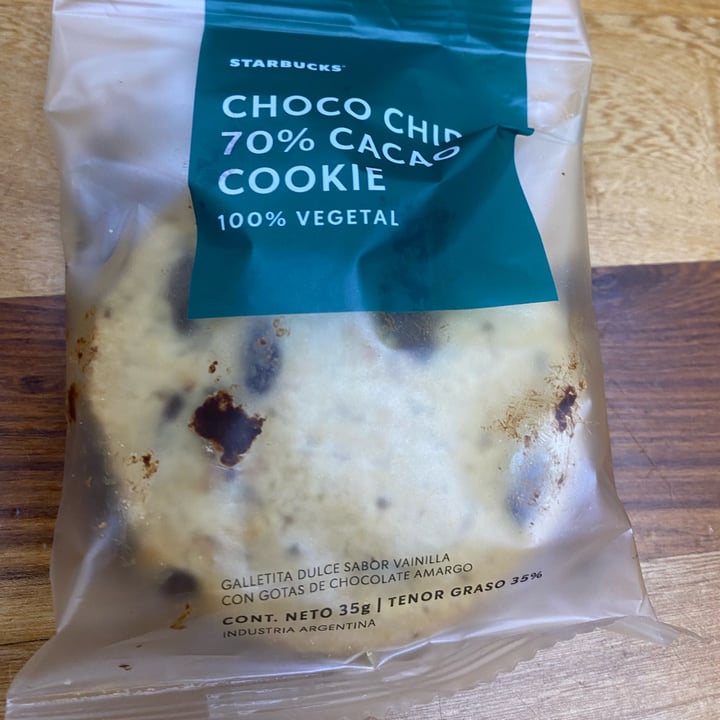 STARBUCKS
CHOCO CHIP
70% CACAO
COOKIE
100% VEGETAL
GALLETITA DULCE SABOR VAINILLA
CON GOTAS DE CHOCOLATE AMARGO
CONT. NETO 35g | TENOR GRASO 35%
INDUSTRIA ARGENTINA